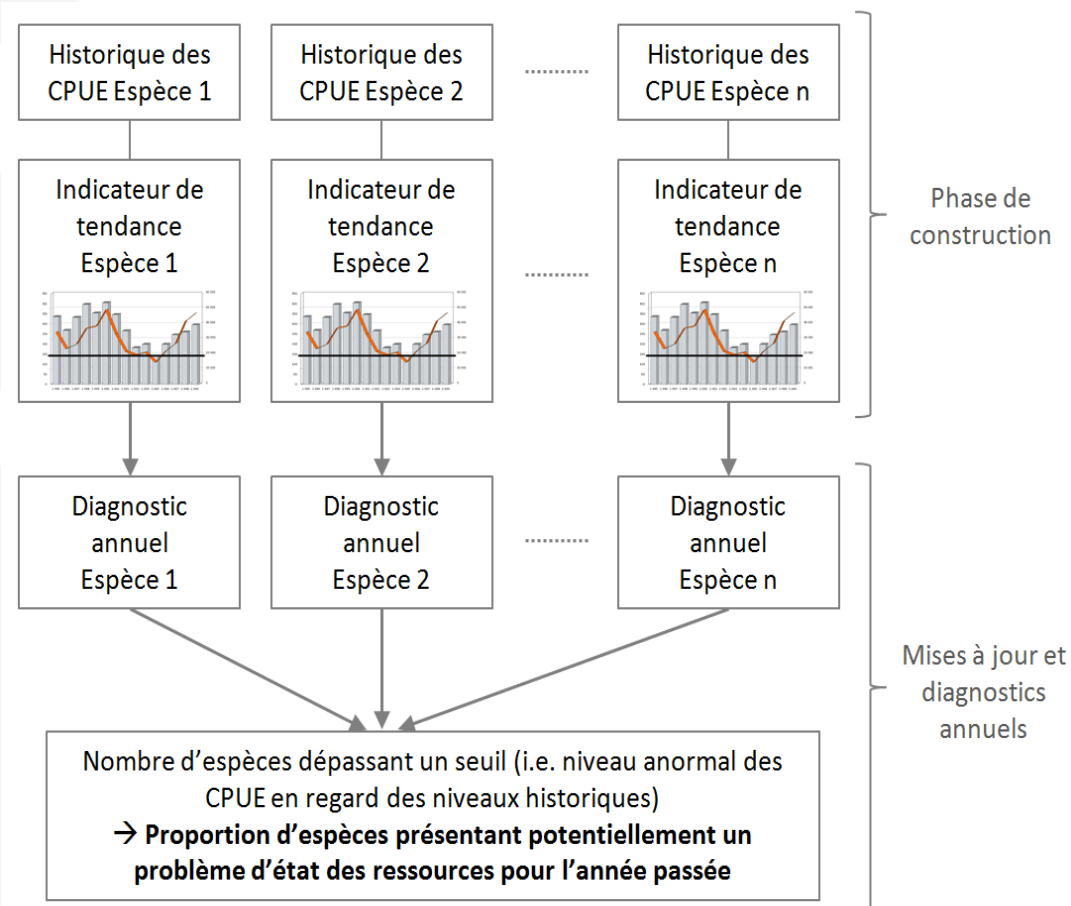 Historique des
CPUE Espèce 1
Historique des
CPUE Espèce 2
...........
Historique des
CPUE Espèce n
Indicateur de
tendance
Espèce 1
Indicateur de
tendance
Espèce 2
...........
Indicateur de
tendance
Espèce n
Phase de
construction
Diagnostic
annuel
Espèce 1
Diagnostic
annuel
Espèce 2
...........
Diagnostic
annuel
Espèce n
Mises à jour et
diagnostics
annuels
Nombre d’espèces dépassant un seuil (i.e. niveau anormal des
CPUE en regard des niveaux historiques)
→ Proportion d’espèces présentant potentiellement un
problème d’état des ressources pour l’année passée